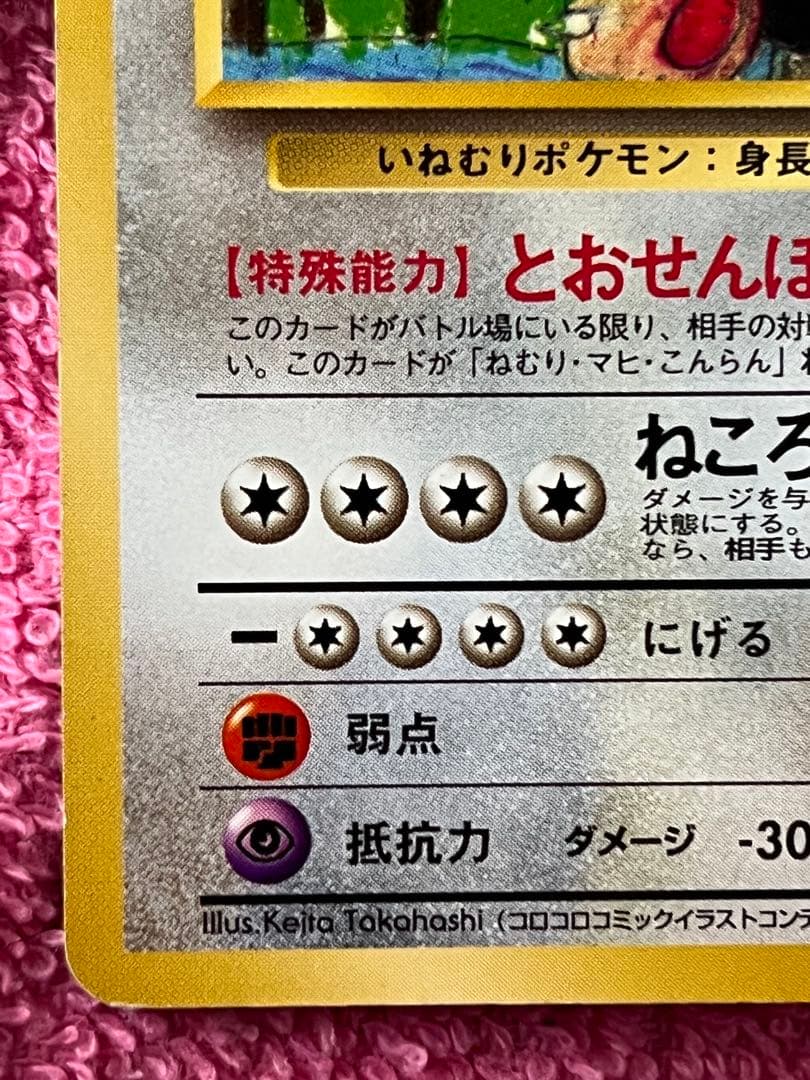 いねむりポケモン：身長
【特殊能力】とおせんぼ
このカードがバトル場にいる限り、相手の対
い。このカードが「ねむり・マヒ・こんらん」
ねころ
ダメージを与
状態にする。
なら、相手も
ー にげる
弱点
抵抗力 ダメージ -30
Illus.Keita Takahashi（コロコロコミックイラストコンテ